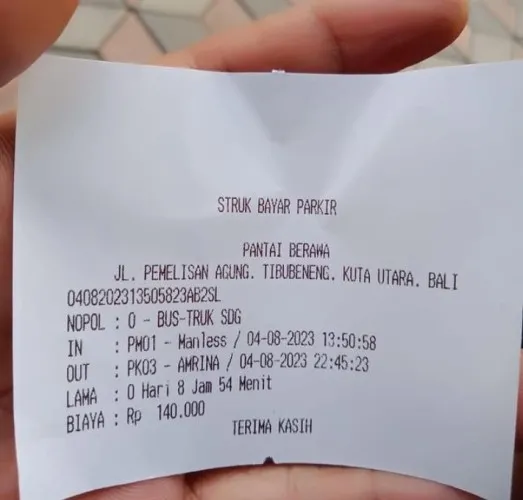 STRUK BAYAR PARKIR
PANTAI BERAWA
JL. PEMELISAN AGUNG. TIBUBENENG. KUTA UTARA. BALI
0408202313505823AB2SL
NOPOL : 0 - BUS-TRUK SDG
IN : PM01 - Manless / 04-08-2023 13:50:58
OUT : PK03 - AMRINA / 04-08-2023 22:45:23
LAMA : 0 Hari 8 Jam 54 Menit
BIAYA : Rp 140.000
TERIMA KASIH